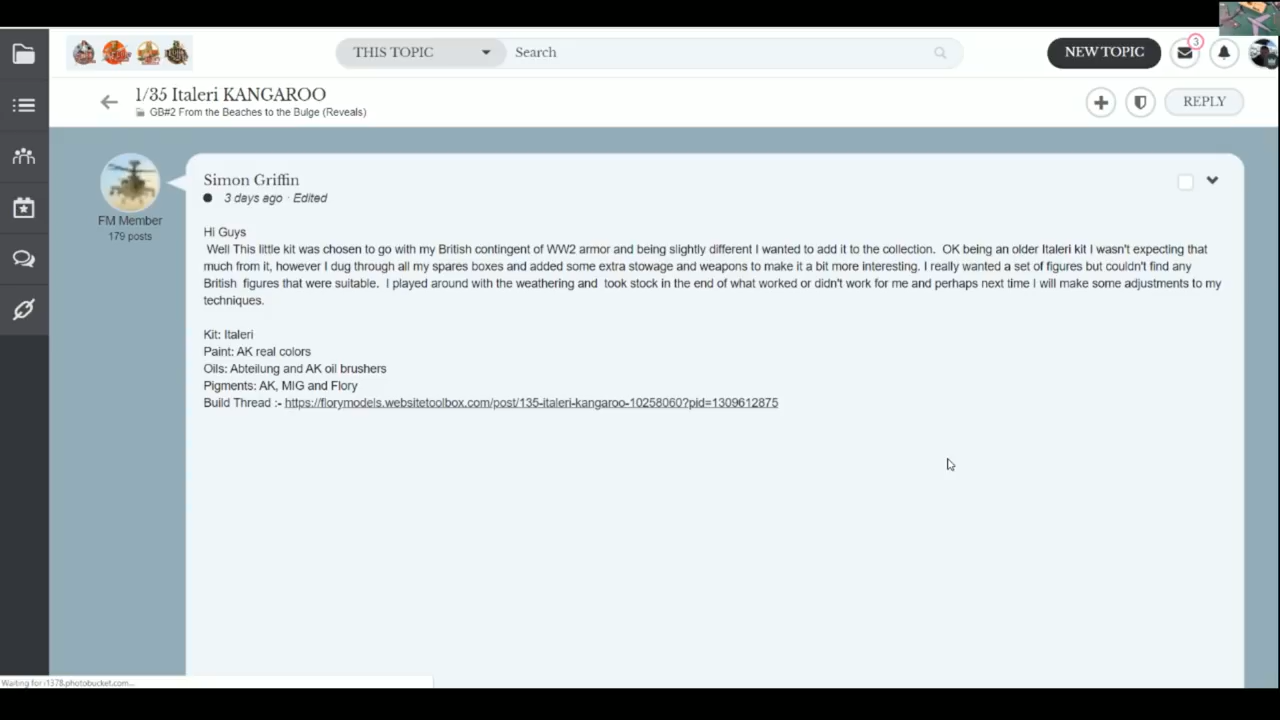 THIS TOPIC
Search
NEW TOPIC
3
1/35 Italeri KANGAROO
GB#2 From the Beaches to the Bulge (Reveals)
REPLY
Simon Griffin
3 days ago · Edited
FM Member
179 posts
Hi Guys
Well This little kit was chosen to go with my British contingent of WW2 armor and being slightly different I wanted to add it to the collection. OK being an older Italeri kit I wasn't expecting that
much from it, however I dug through all my spares boxes and added some extra stowage and weapons to make it a bit more interesting. I really wanted a set of figures but couldn't find any
British figures that were suitable. I played around with the weathering and took stock in the end of what worked or didn't work for me and perhaps next time I will make some adjustments to my
techniques.
Kit: Italeri
Paint: AK real colors
Oils: Abteilung and AK oil brushers
Pigments: AK, MIG and Flory
Build Thread :- https://florymodels.websitetoolbox.com/post/135-italeri-kangaroo-10258060?pid=1309612875
Waiting for i1378.photobucket.com...